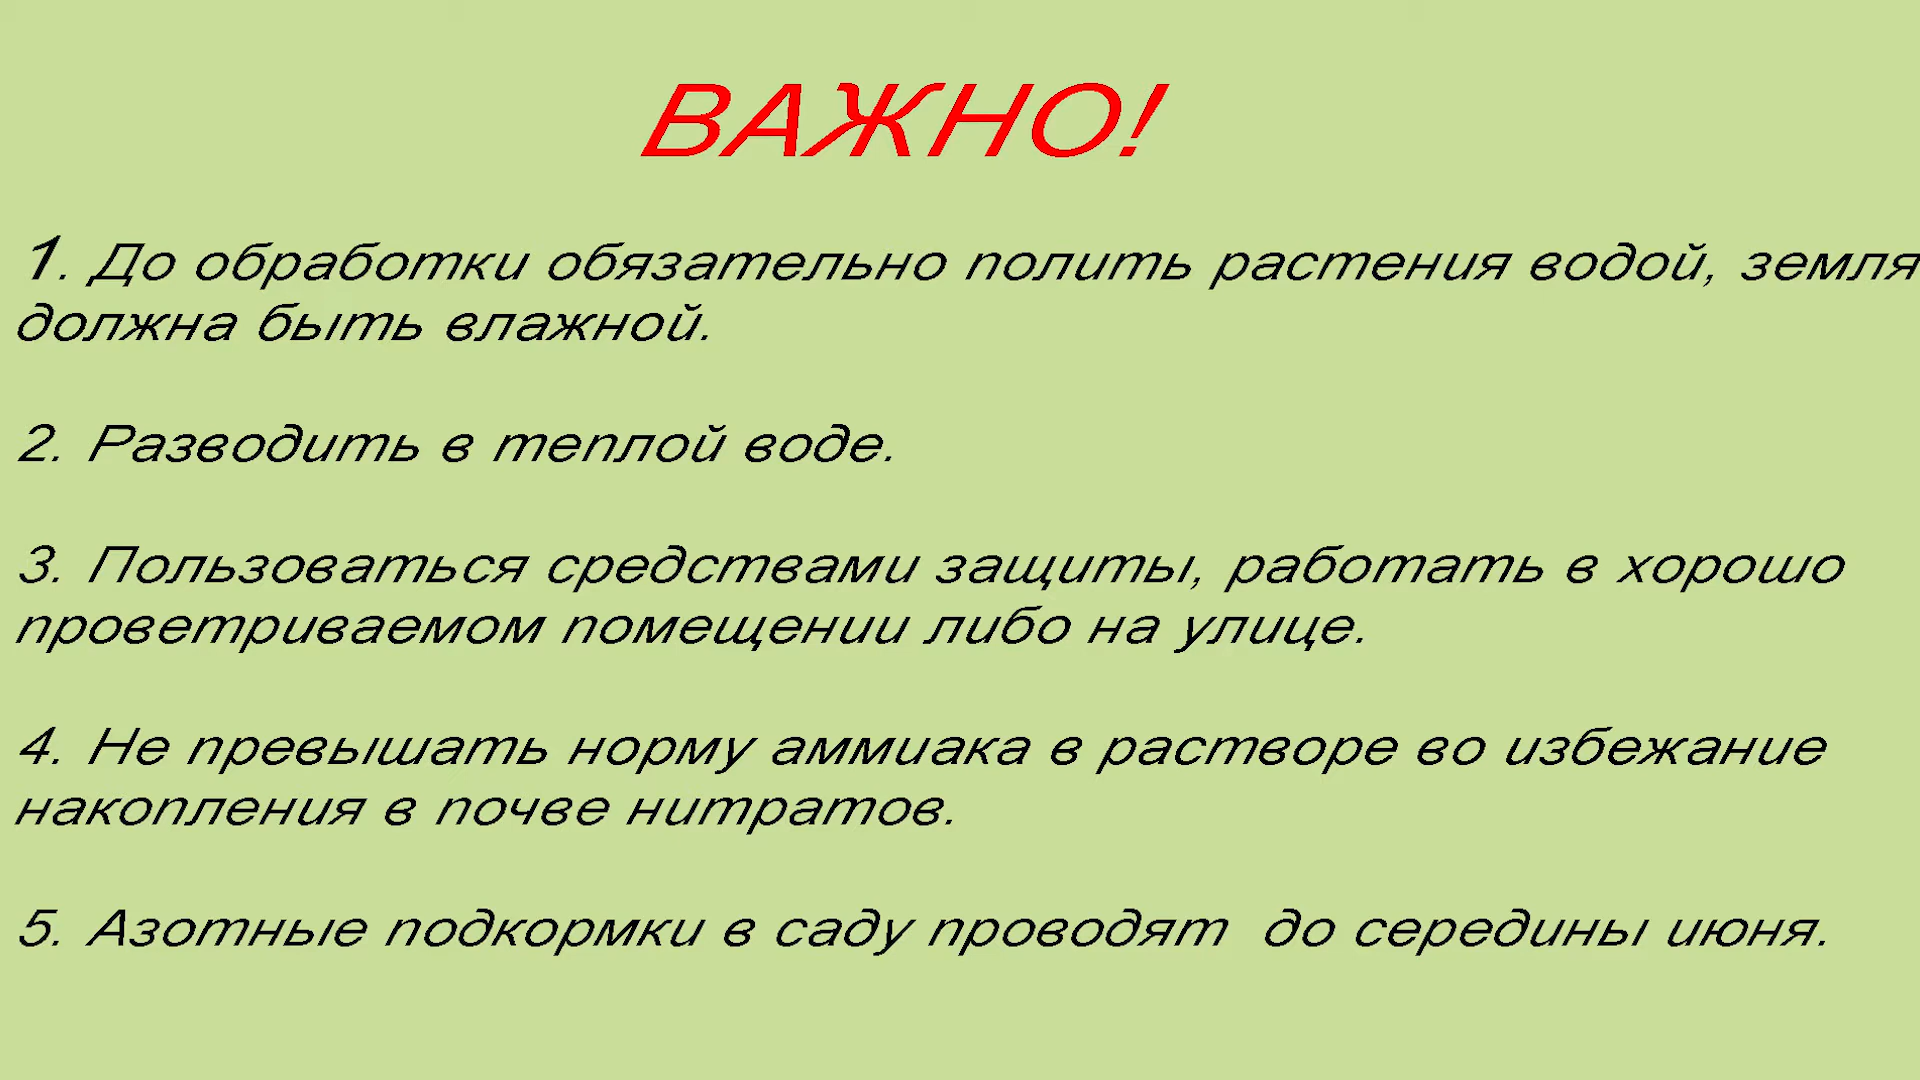 ВАЖНО!
1. До обработки обязательно полить растения водой, земля
должна быть влажной.
2. Разводить в теплой воде.
3. Пользоваться средствами защиты, работать в хорошо
проветриваемом помещении либо на улице.
4. Не превышать норму аммиака в растворе во избежание
накопления в почве нитратов.
5. Азотные подкормки в саду проводят до середины июня.